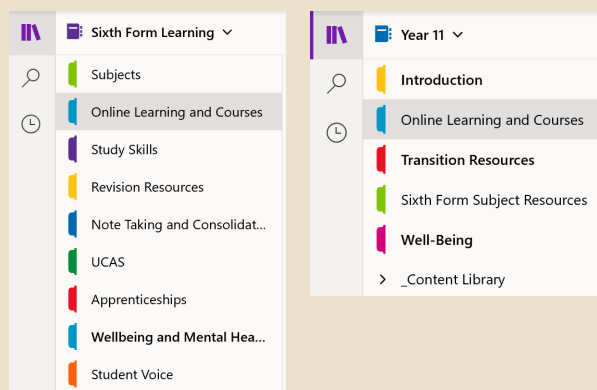 Sixth Form Learning
Subjects
Online Learning and Courses
Study Skills
Revision Resources
Note Taking and Consolidat...
UCAS
Apprenticeships
Wellbeing and Mental Hea...
Student Voice
Year 11
Introduction
Online Learning and Courses
Transition Resources
Sixth Form Subject Resources
Well-Being
_Content Library